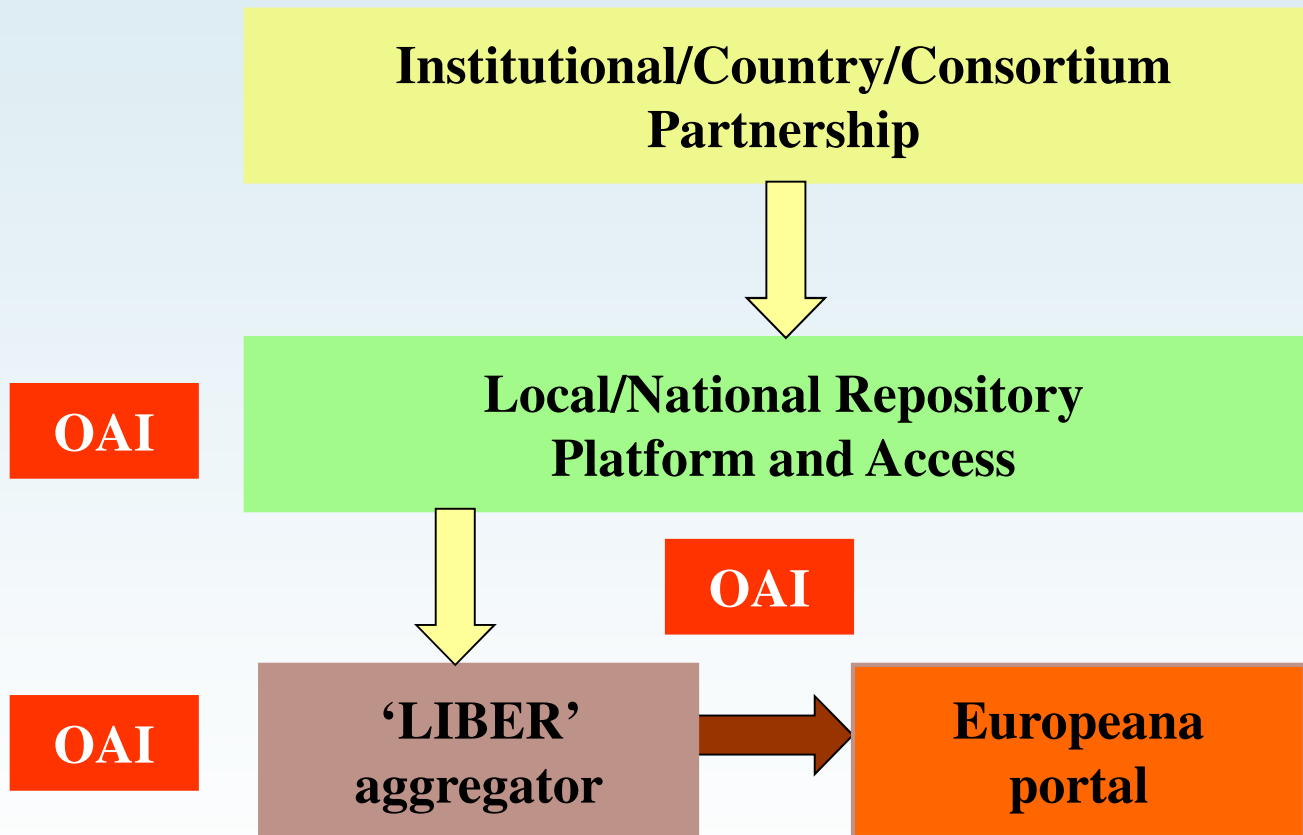 Institutional/Country/Consortium
Partnership
OAI
Local/National Repository
Platform and Access
OAI
OAI
‘LIBER’
aggregator
Europeana
portal